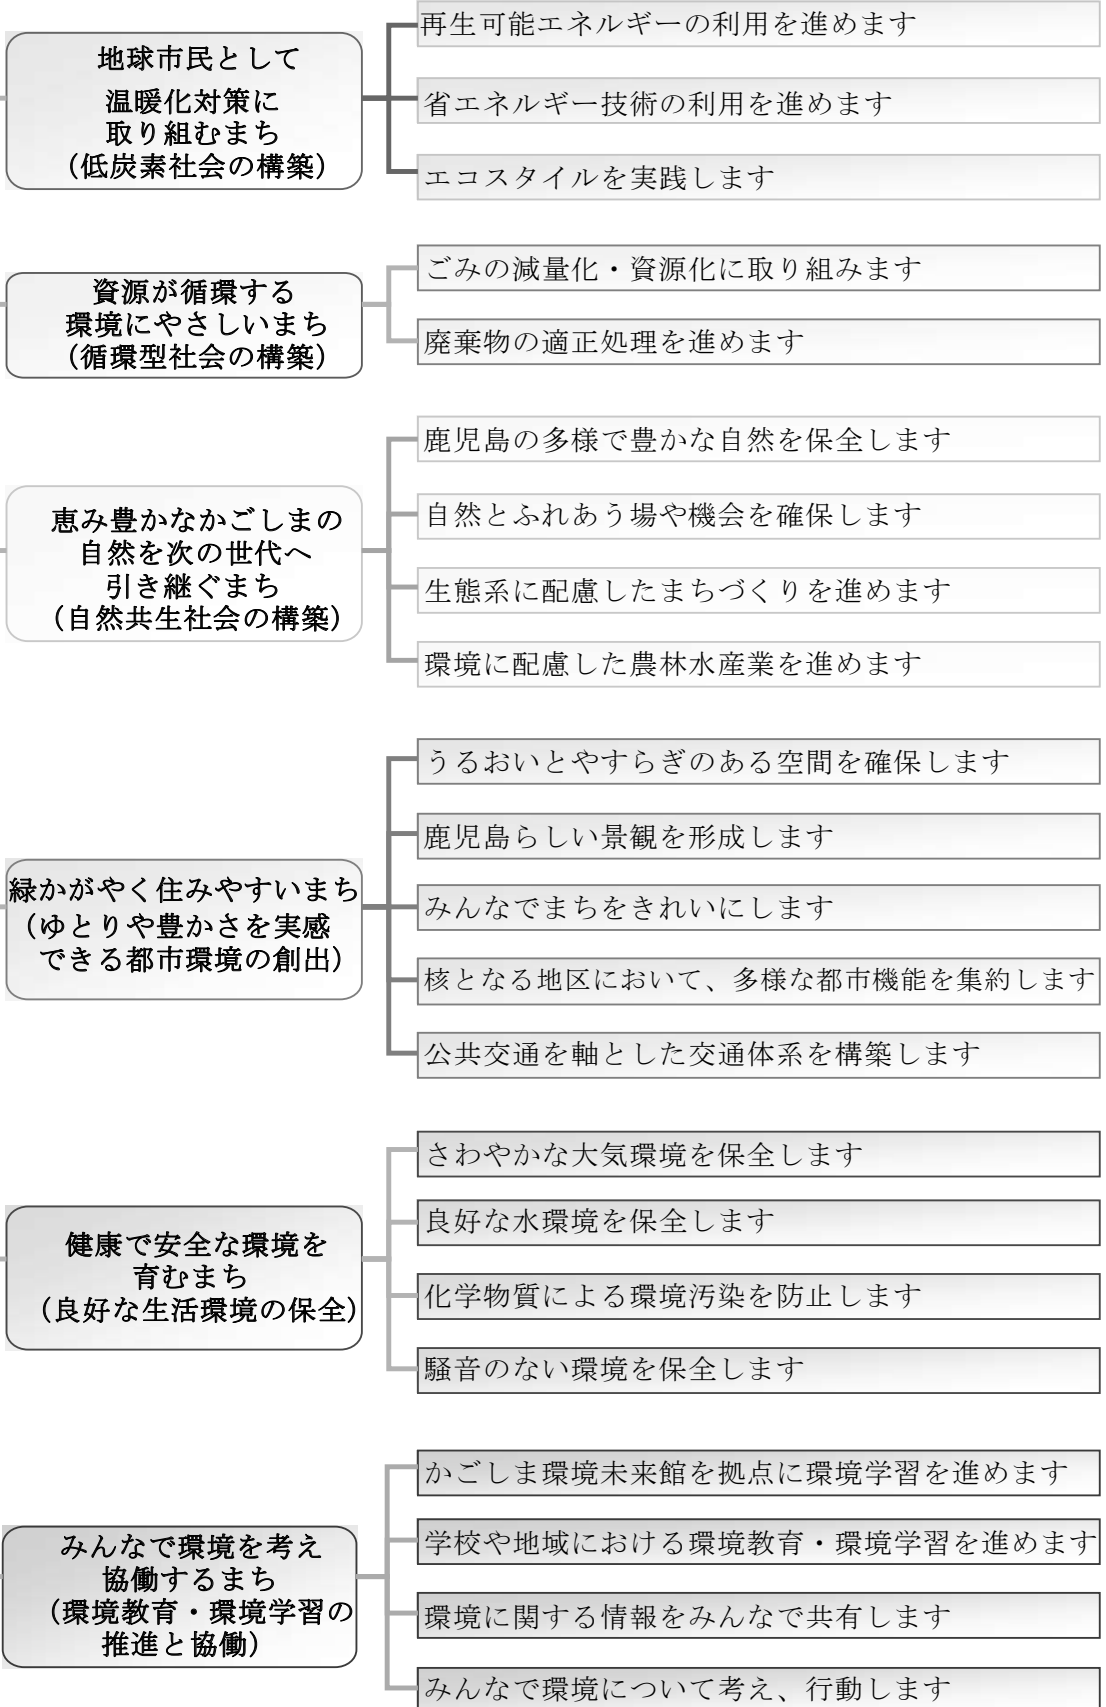 地球市民として
温暖化対策に
取り組むまち
（低炭素社会の構築）
再生可能エネルギーの利用を進めます
省エネルギー技術の利用を進めます
エコスタイルを実践します
資源が循環する
環境にやさしいまち
（循環型社会の構築）
ごみの減量化・資源化に取り組みます
廃棄物の適正処理を進めます
恵み豊かなかごしまの
自然を次の世代へ
引き継ぐまち
（自然共生社会の構築）
鹿児島の多様で豊かな自然を保全します
自然とふれあう場や機会を確保します
生態系に配慮したまちづくりを進めます
環境に配慮した農林水産業を進めます
緑かがやく住みやすいまち
（ゆとりや豊かさを実感
できる都市環境の創出）
うるおいとやすらぎのある空間を確保します
鹿児島らしい景観を形成します
みんなでまちをきれいにします
核となる地区において、多様な都市機能を集約します
公共交通を軸とした交通体系を構築します
健康で安全な環境を
育むまち
（良好な生活環境の保全）
さわやかな大気環境を保全します
良好な水環境を保全します
化学物質による環境汚染を防止します
騒音のない環境を保全します
みんなで環境を考え
協働するまち
（環境教育・環境学習の
推進と協働）
かごしま環境未来館を拠点に環境学習を進めます
学校や地域における環境教育・環境学習を進めます
環境に関する情報をみんなで共有します
みんなで環境について考え、行動します